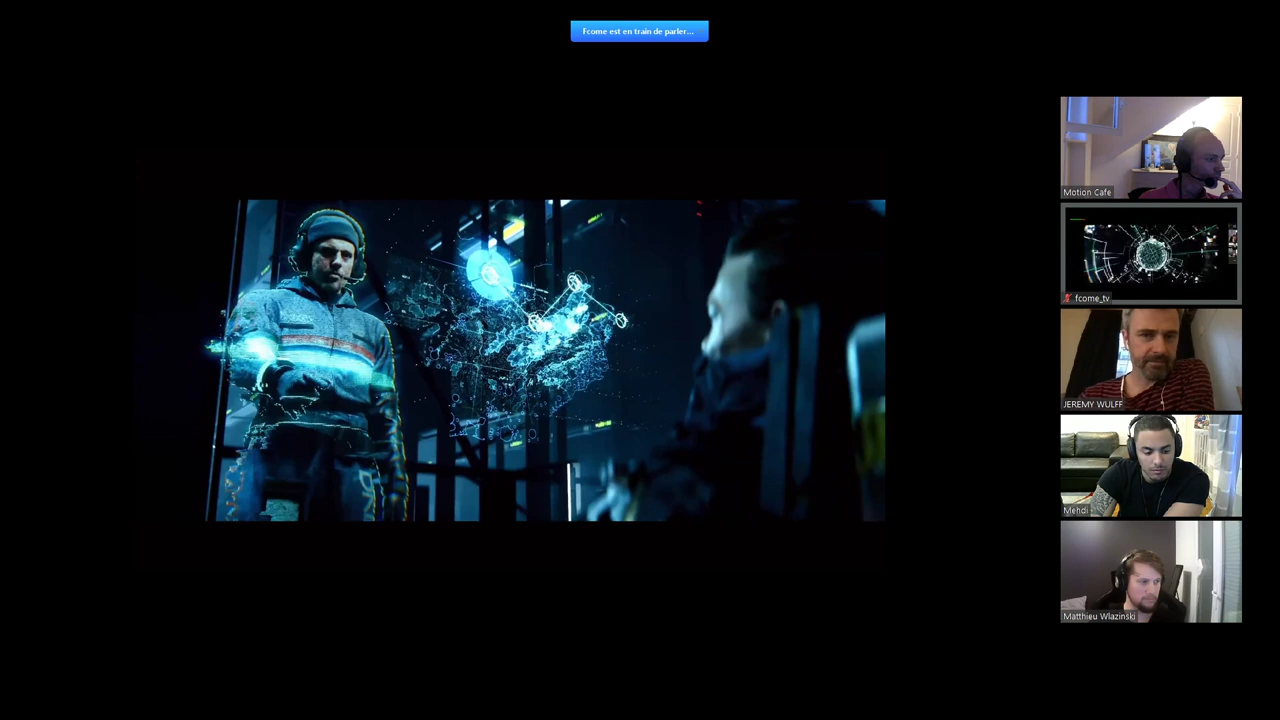 Fcome est en train de parler...
Motion Cafe
fcome_tv
JEREMY WULFF
Mehdi -
Matthieu Wlazinski